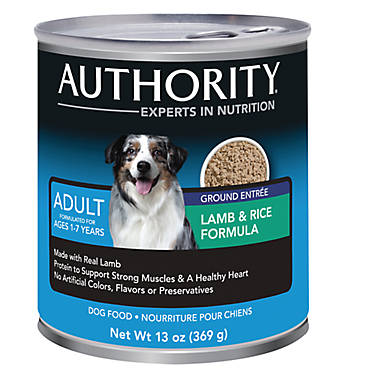 AUTHORITY
EXPERTS IN NUTRITION
ADULT
FORMULATED FOR
AGES 1-7 YEARS
GROUND ENTRÉE
LAMB & RICE
FORMULA
Made with Real Lamb
Protein to Support Strong Muscles & A Healthy Heart
No Artificial Colors, Flavors or Preservatives
DOG FOOD • NOURRITURE POUR CHIENS
Net Wt 13 oz (369 g)